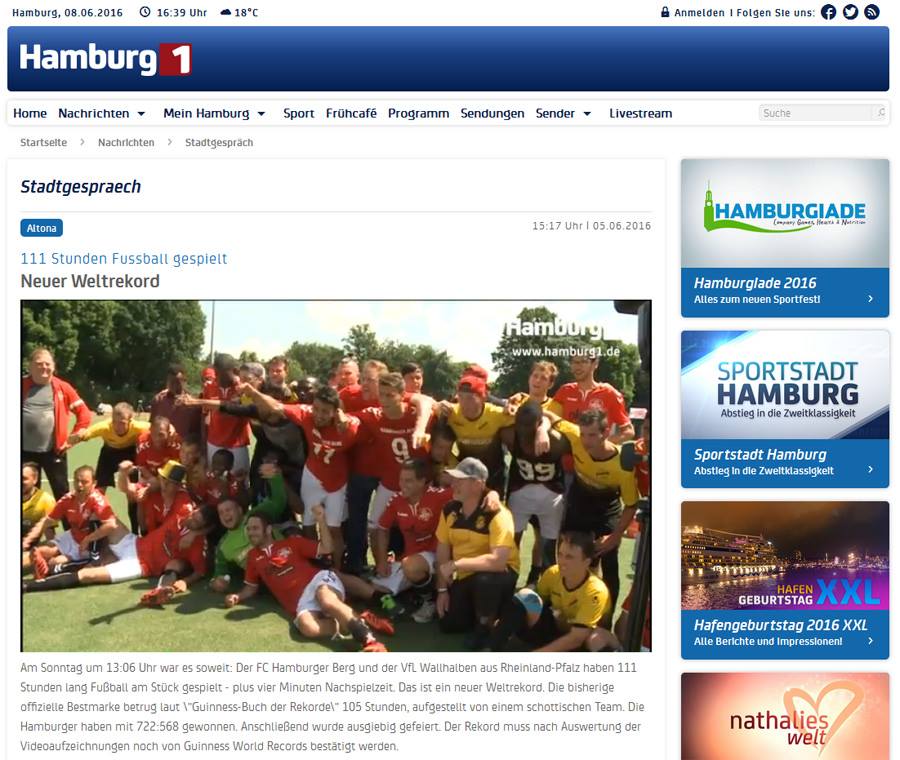 Hamburg, 08.06.2016 16:39 Uhr 18°C Anmelden | Folgen Sie uns:
Hamburg 1
Home Nachrichten Mein Hamburg Sport Frühcafé Programm Sendungen Sender Livestream Suche
Startseite > Nachrichten > Stadtgespräch
Stadtgespraech
Altona 15:17 Uhr | 05.06.2016
111 Stunden Fussball gespielt
Neuer Weltrekord
Hamburg
www.hamburg1.de
11
9
99
Am Sonntag um 13:06 Uhr war es soweit: Der FC Hamburger Berg und der VfL Wallhalben aus Rheinland-Pfalz haben 111
Stunden lang Fußball am Stück gespielt - plus vier Minuten Nachspielzeit. Das ist ein neuer Weltrekord. Die bisherige
offizielle Bestmarke betrug laut \"Guinness-Buch der Rekorde\" 105 Stunden, aufgestellt von einem schottischen Team. Die
Hamburger haben mit 722:568 gewonnen. Anschließend wurde ausgiebig gefeiert. Der Rekord muss nach Auswertung der
Videoaufzeichnungen noch von Guinness World Records bestätigt werden.
HAMBURGIADE
Company Games, Health & Nutrition
Hamburgiade 2016
Alles zum neuen Sportfest!
SPORTSTADT
HAMBURG
Abstieg in die Zweitklassigkeit
Sportstadt Hamburg
Abstieg in die Zweitklassigkeit
HAFEN
GEBURTSTAG XXL
Hafengeburtstag 2016 XXL
Alle Berichte und Impressionen!
nathalies
welt